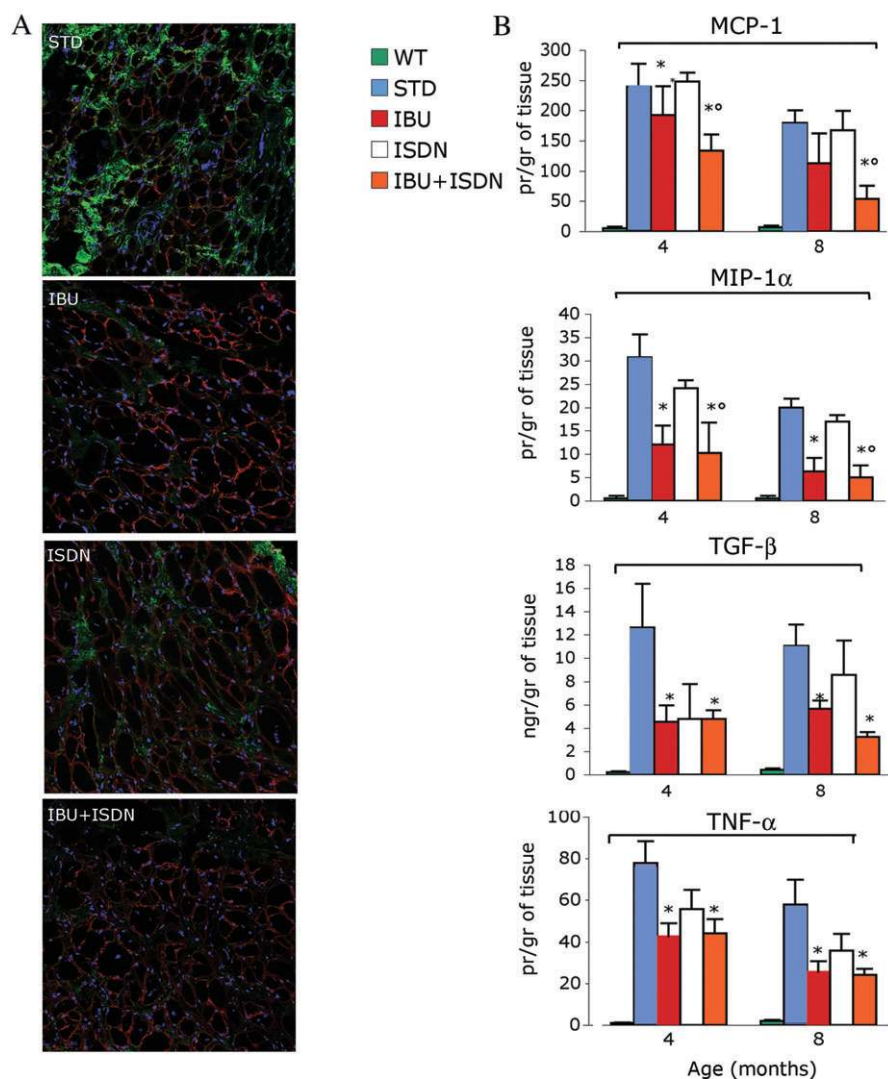 A
STD
IBU
ISDN
IBU+ISDN
WT
STD
IBU
ISDN
IBU+ISDN
B
MCP-1
pr/gr of tissue
300
250
200
150
100
50
0
*
*
*°
*°
4
8
MIP-1α
pr/gr of tissue
40
35
30
25
20
15
10
5
0
*
*°
*
*°
4
8
TGF-β
ngr/gr of tissue
18
16
14
12
10
8
6
4
2
0
*
*
*
*
4
8
TNF-α
pr/gr of tissue
100
80
60
40
20
0
*
*
*
*
4
8
Age (months)